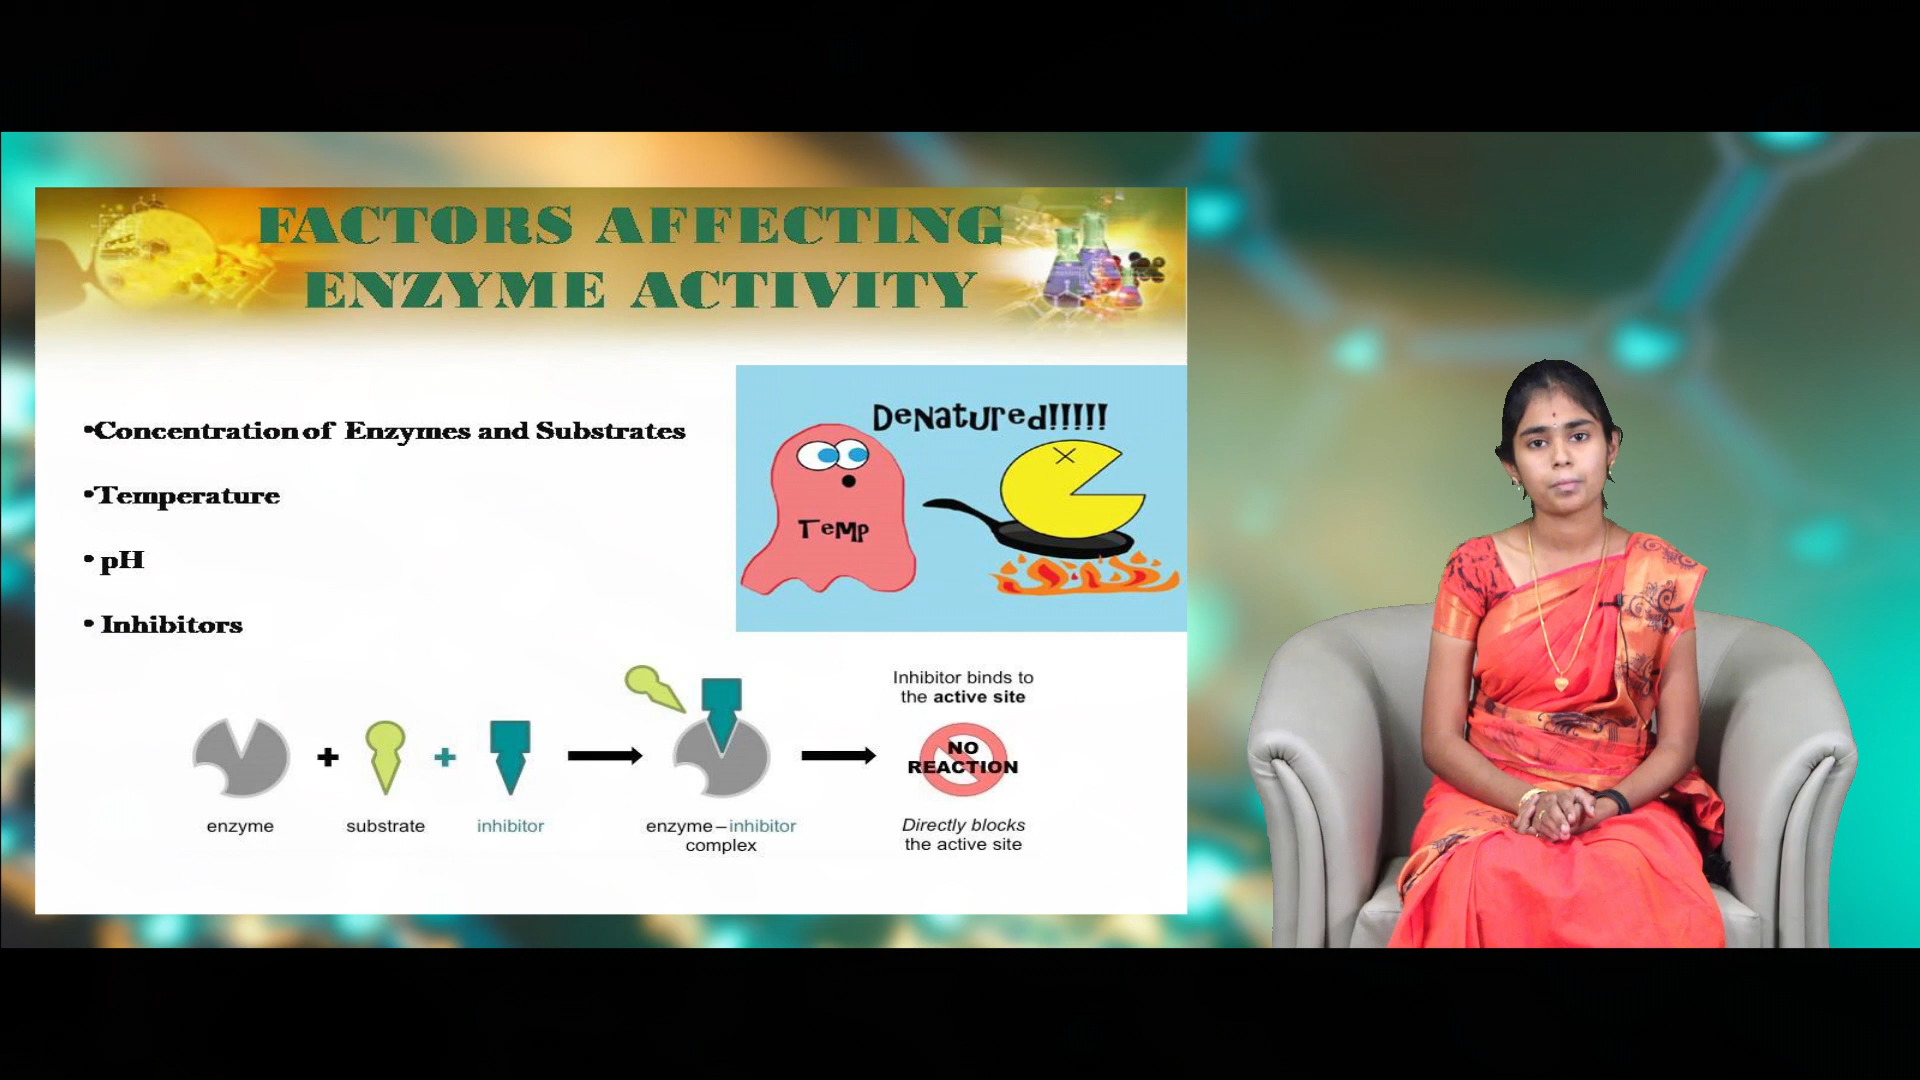 FACTORS AFFECTING
ENZYME ACTIVITY
•Concentration of Enzymes and Substrates
•Temperature
• pH
• Inhibitors
DeNatured!!!!!
TeMp
Inhibitor binds to
the active site
NO
REACTION
+
+
enzyme
substrate
inhibitor
enzyme–inhibitor
complex
Directly blocks
the active site